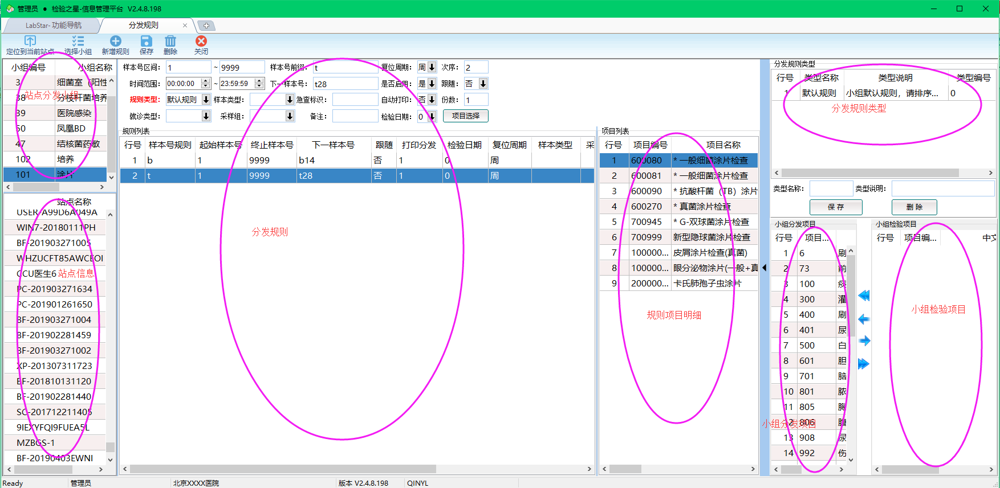 管理员 ● 检验之星-信息管理平台 V2.4.8.198
LabStar- 功能导航
分发规则
定位到当前站点
选择小组
新增规则
保存
删除
关闭
小组编号 小组名称
3 细菌室（阳性
38 分枝杆菌培养
39 医院感染
50 凤凰BD
47 结核菌药敏
102 培养
101 涂片
站点分发小组
站点名称
USER-A99D6A049A
WIN7-20180111PH
BF-201903271005
WHZUCFT85AWCEOI
CCU医生6
站点信息
PC-201903271634
PC-201901261650
BF-201903271004
BF-201902281459
BF-201903271002
XP-201307311723
BF-201810131120
BF-201902281440
SC-201712211405
9IEXYFQI9FUEA5L
MZBGS-1
BF-20190403EWNI
样本号区间: 1 ~ 9999 样本号前缀: t 复位周期: 周 次序: 2
时间范围: 00:00:00 ~ 23:59:59 下一样本号: t28 是否启用: 是 跟随: 否
规则类型: 默认规则 样本类型: 急查标识: 自动打印: 否 份数: 1
就诊类型: 采样组: 备注: 检验日期: 0 项目选择
规则列表
行号 样本号规则 起始样本号 终止样本号 下一样本号 跟随 打印分发 检验日期 复位周期 样本类型 采
1 b 1 9999 b14 否 1 0 周
2 t 1 9999 t28 否 1 0 周
分发规则
项目列表
行号 项目编号 项目名称
1 600080 * 一般细菌涂片检查
2 600081 * 一般细菌涂片检查
3 600090 * 抗酸杆菌（TB）涂片
4 600270 * 真菌涂片检查
5 700945 * G-双球菌涂片检查
6 700999 新型隐球菌涂片检查
7 100000... 皮屑涂片检查(真菌)
8 100000... 眼分泌物涂片(一般+真
9 200000... 卡氏肺孢子虫涂片
规则项目明细
分发规则类型
行号 类型名称 类型说明 类型编号
1 默认规则 小组默认规则，请排序... 0
分发规则类型
类型名称: 类型说明:
保 存 删 除
小组分发项目
行号 项目...
1 6 刷
2 73 前
3 100 痰
4 300 灌
5 400 刷
6 401 尿
7 500 白
8 601 胆
9 701 脑
10 801 脓
11 805 胸
12 806 腹
13 908 尿
14 992 伤
小组分发项目
小组检验项目
行号 项目编... 中文
小组检验项目
Ready 管理员 北京XXXX医院 版本 V2.4.8.198 QINYL